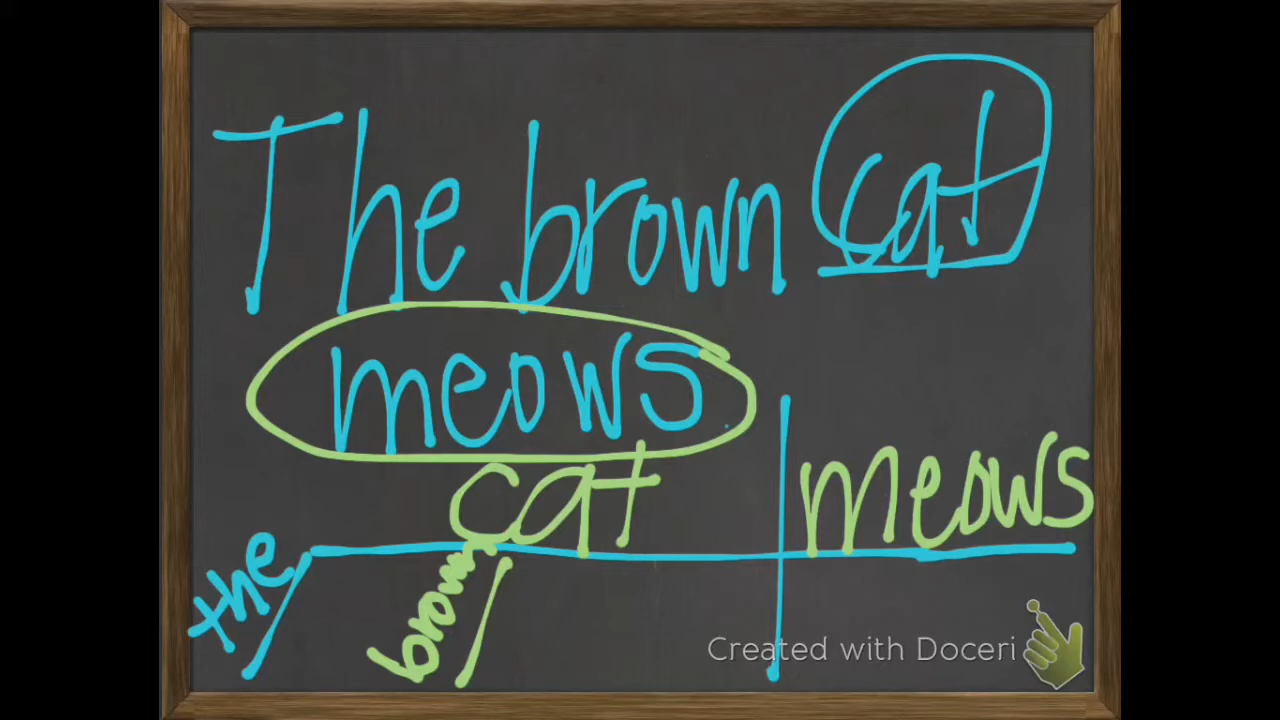 The brown cat
meows
cat meows
the brown
Created with Doceri